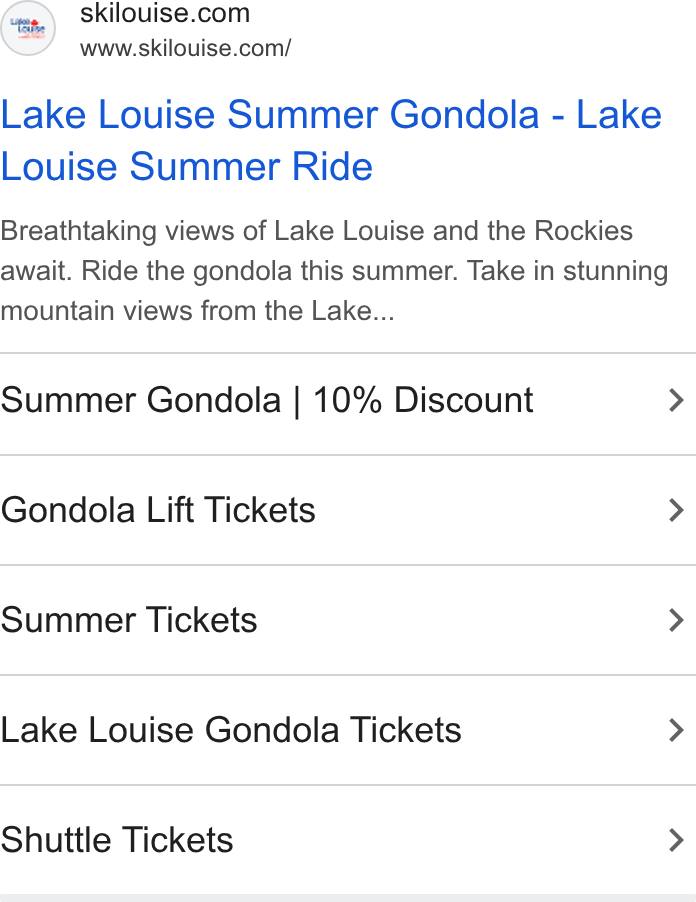 Lake
Louise
skilouise.com
www.skilouise.com/
Lake Louise Summer Gondola - Lake
Louise Summer Ride
Breathtaking views of Lake Louise and the Rockies
await. Ride the gondola this summer. Take in stunning
mountain views from the Lake...
Summer Gondola | 10% Discount
Gondola Lift Tickets
Summer Tickets
Lake Louise Gondola Tickets
Shuttle Tickets